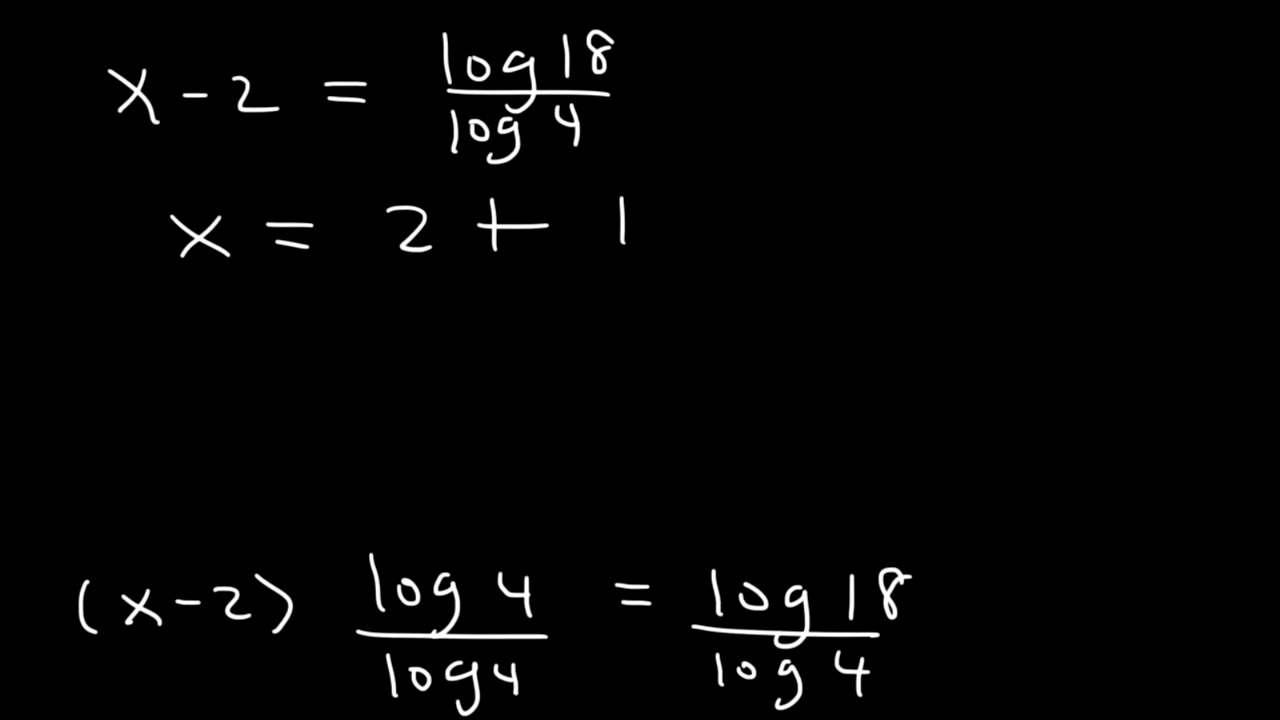 x - 2 = log 18 / log 4
x = 2 + 1
(x - 2) log 4 / log 4 = log 18 / log 4